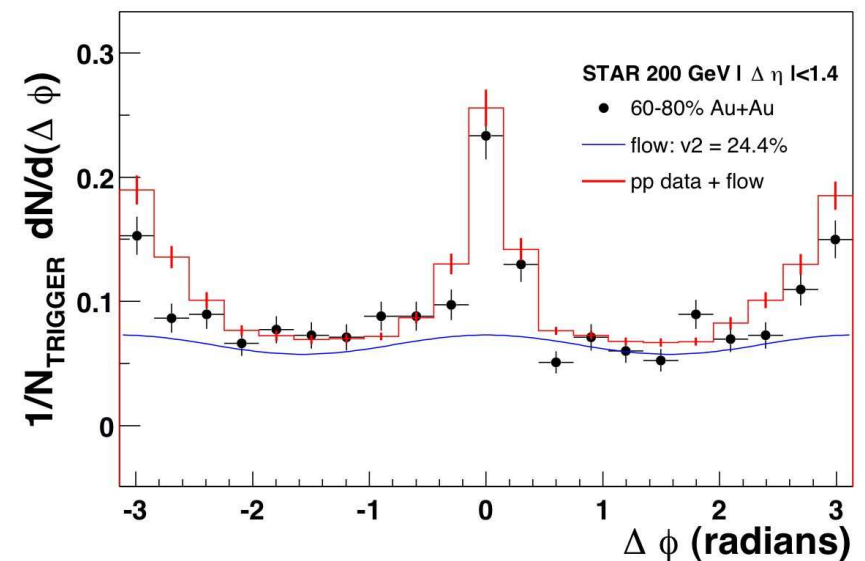 1/N_TRIGGER dN/d(Δ φ)
0.3
0.2
0.1
0
STAR 200 GeV | Δ η |<1.4
60-80% Au+Au
flow: v2 = 24.4%
pp data + flow
-3 -2 -1 0 1 2 3
Δ φ (radians)